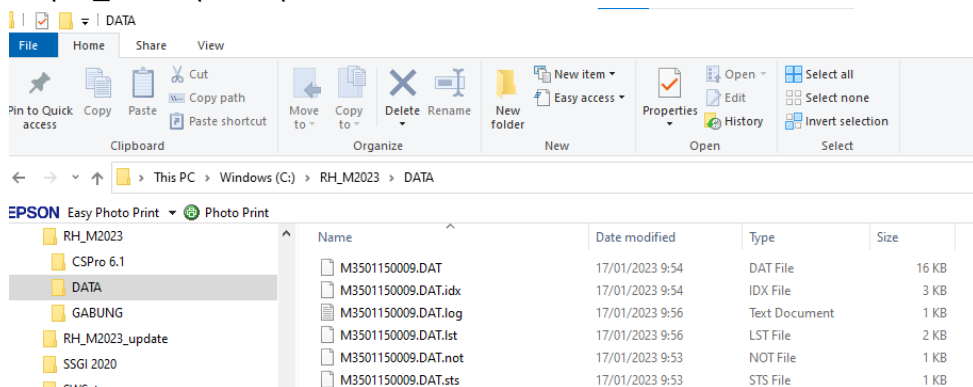 DATA
File Home Share View
Pin to Quick access
Copy
Paste
Cut
Copy path
Paste shortcut
Move to
Copy to
Delete
Rename
New folder
New item
Easy access
Properties
Open
Edit
History
Select all
Select none
Invert selection
Clipboard Organize New Open Select
This PC > Windows (C:) > RH_M2023 > DATA
EPSON Easy Photo Print Photo Print
RH_M2023
CSPro 6.1
DATA
GABUNG
RH_M2023_update
SSGI 2020
Name Date modified Type Size
M3501150009.DAT 17/01/2023 9:54 DAT File 16 KB
M3501150009.DAT.idx 17/01/2023 9:54 IDX File 3 KB
M3501150009.DAT.log 17/01/2023 9:56 Text Document 1 KB
M3501150009.DAT.lst 17/01/2023 9:56 LST File 2 KB
M3501150009.DAT.not 17/01/2023 9:53 NOT File 1 KB
M3501150009.DAT.sts 17/01/2023 9:53 STS File 1 KB